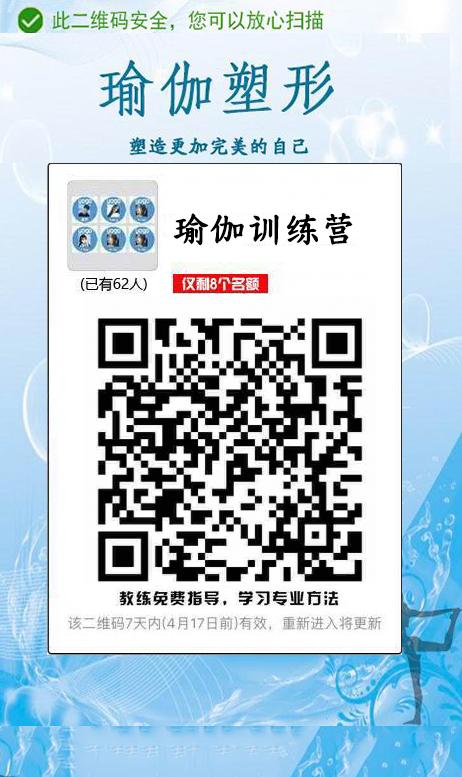 此二维码安全，您可以放心扫描
瑜伽塑形
塑造更加完美的自己
瑜伽训练营
(已有62人)
仅剩8个名额
教练免费指导，学习专业方法
该二维码7天内(4月17日前)有效，重新进入将更新